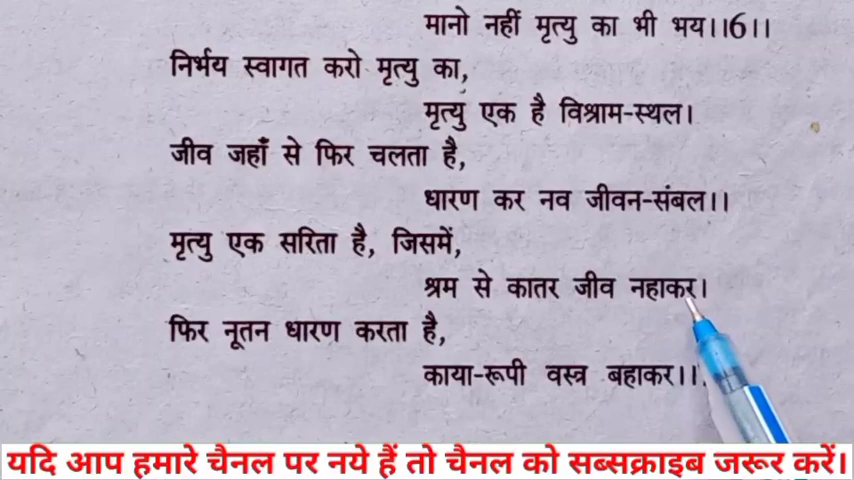 मानो नहीं मृत्यु का भी भय।।6।।
निर्भय स्वागत करो मृत्यु का,
मृत्यु एक है विश्राम-स्थल।
जीव जहाँ से फिर चलता है,
धारण कर नव जीवन-संबल।।
मृत्यु एक सरिता है, जिसमें,
श्रम से कातर जीव नहाकर।
फिर नूतन धारण करता है,
काया-रूपी वस्त्र बहाकर।।
यदि आप हमारे चैनल पर नये हैं तो चैनल को सब्सक्राइब जरूर करें।